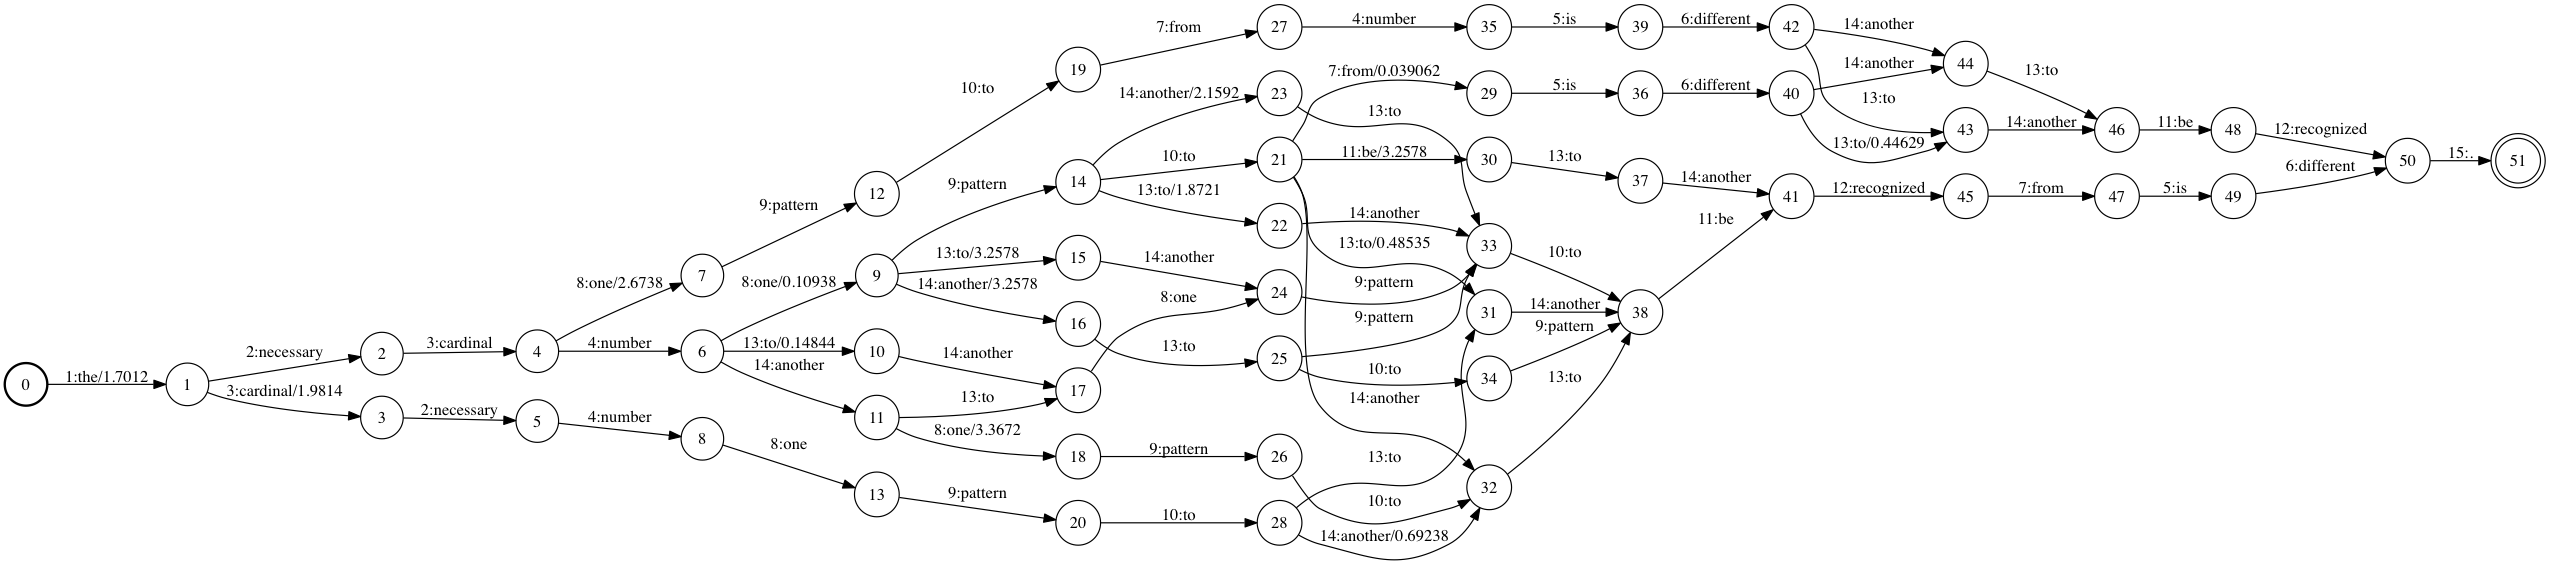 0
1:the/1.7012
1
2:necessary
3:cardinal/1.9814
2
3
3:cardinal
2:necessary
4
5
8:one/2.6738
4:number
4:number
7
6
8
9:pattern
8:one/0.10938
13:to/0.14844
14:another
8:one
12
9
10
11
13
10:to
9:pattern
13:to/3.2578
14:another/3.2578
14:another
13:to
8:one/3.3672
9:pattern
19
14
15
16
17
18
20
7:from
14:another/2.1592
10:to
13:to/1.8721
14:another
8:one
13:to
9:pattern
10:to
27
23
21
22
24
25
26
28
4:number
7:from/0.039062
13:to
11:be/3.2578
14:another
13:to/0.48535
9:pattern
9:pattern
10:to
14:another
13:to
10:to
14:another/0.69238
35
29
30
33
31
34
32
5:is
5:is
13:to
10:to
14:another
9:pattern
13:to
39
36
37
38
6:different
6:different
14:another
11:be
42
40
41
14:another
14:another
13:to
13:to/0.44629
12:recognized
44
43
45
13:to
14:another
7:from
46
47
11:be
5:is
48
49
12:recognized
6:different
50
15:.
51